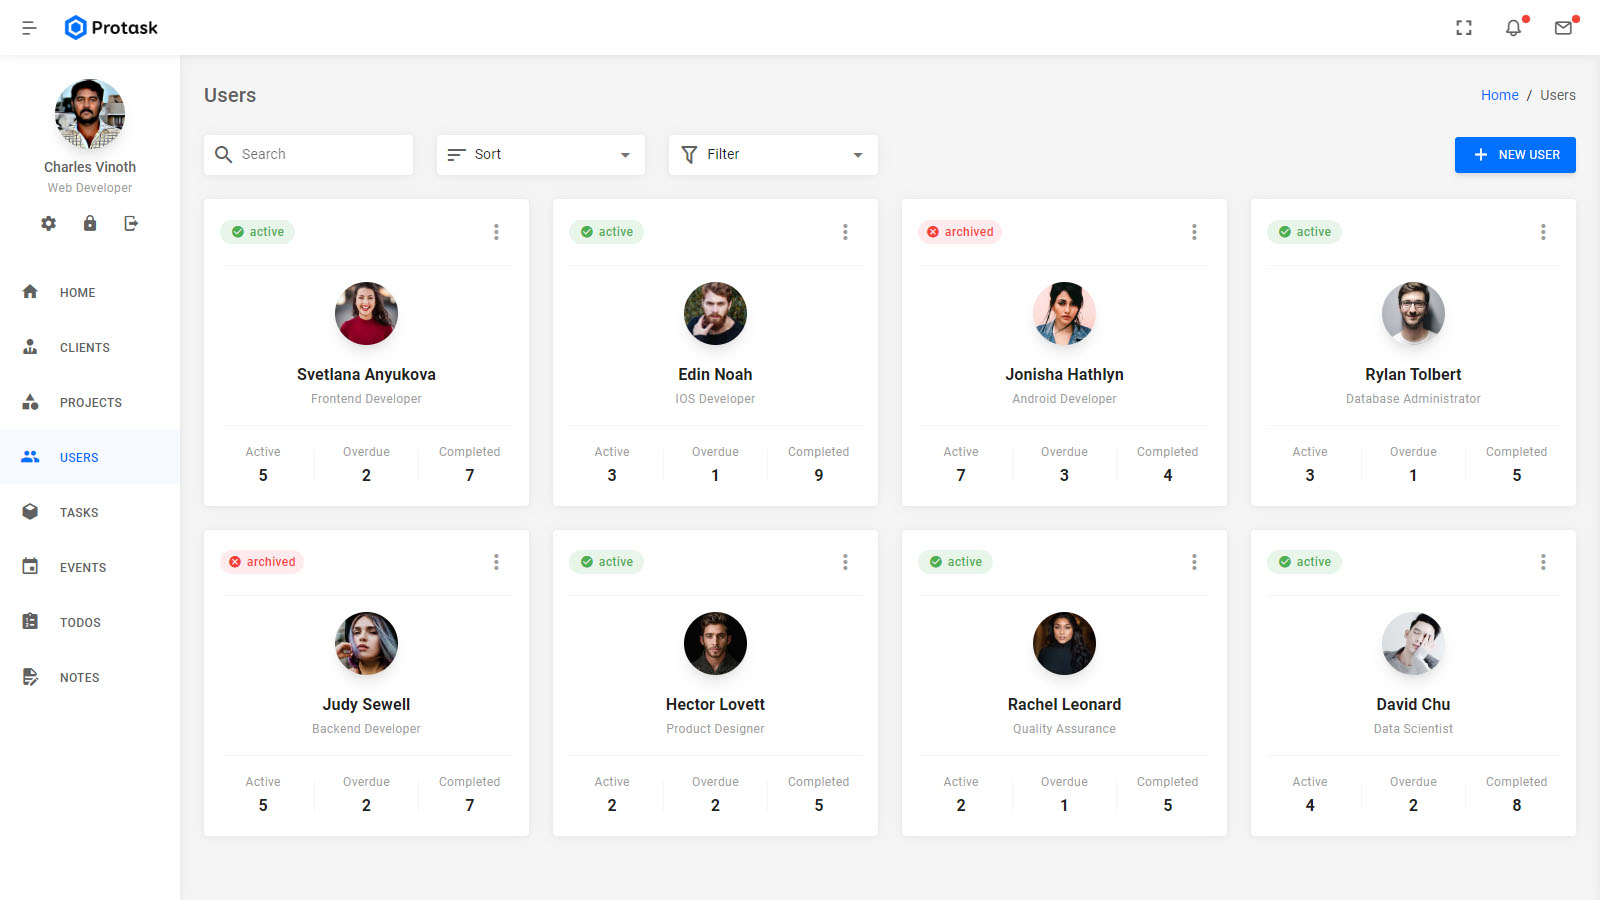 Protask
Charles Vinoth
Web Developer
HOME
CLIENTS
PROJECTS
USERS
TASKS
EVENTS
TODOS
NOTES
Users
Home / Users
Search
Sort
Filter
NEW USER
active
Svetlana Anyukova
Frontend Developer
Active Overdue Completed
5 2 7
active
Edin Noah
IOS Developer
Active Overdue Completed
3 1 9
archived
Jonisha Hathlyn
Android Developer
Active Overdue Completed
7 3 4
active
Rylan Tolbert
Database Administrator
Active Overdue Completed
3 1 5
archived
Judy Sewell
Backend Developer
Active Overdue Completed
5 2 7
active
Hector Lovett
Product Designer
Active Overdue Completed
2 2 5
active
Rachel Leonard
Quality Assurance
Active Overdue Completed
2 1 5
active
David Chu
Data Scientist
Active Overdue Completed
4 2 8